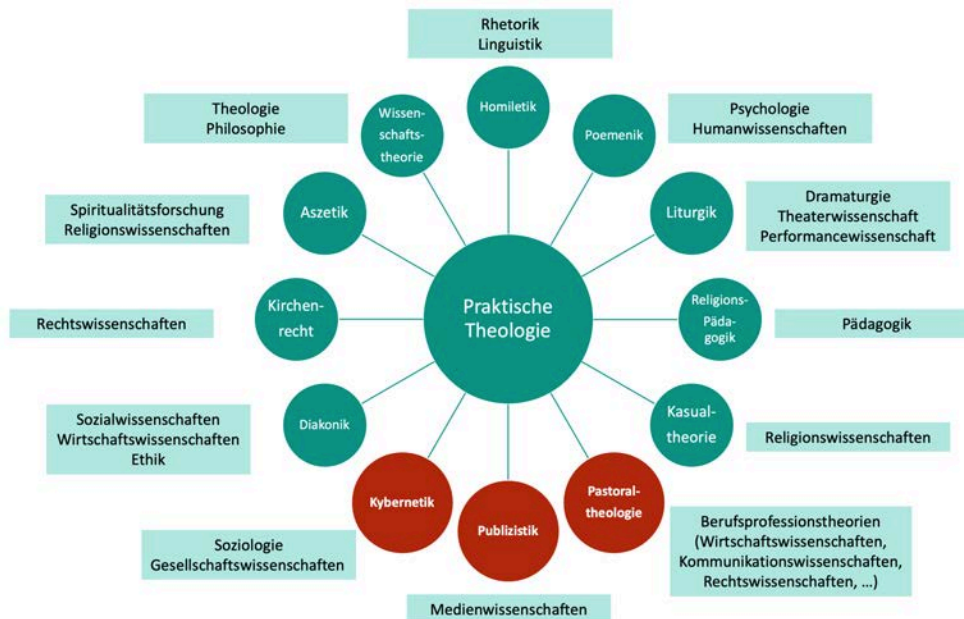 Rhetorik
Linguistik
Homiletik
Theologie
Philosophie
Wissen-
schafts-
theorie
Poemenik
Psychologie
Humanwissenschaften
Spiritualitätsforschung
Religionswissenschaften
Aszetik
Liturgik
Dramaturgie
Theaterwissenschaft
Performancewissenschaft
Praktische
Theologie
Rechtswissenschaften
Kirchen-
recht
Religions-
Päda-
gogik
Pädagogik
Sozialwissenschaften
Wirtschaftswissenschaften
Ethik
Diakonik
Kasual-
theorie
Religionswissenschaften
Kybernetik
Publizistik
Pastoral-
theologie
Soziologie
Gesellschaftswissenschaften
Berufsprofessionstheorien
(Wirtschaftswissenschaften,
Kommunikationswissenschaften,
Rechtswissenschaften, ...)
Medienwissenschaften